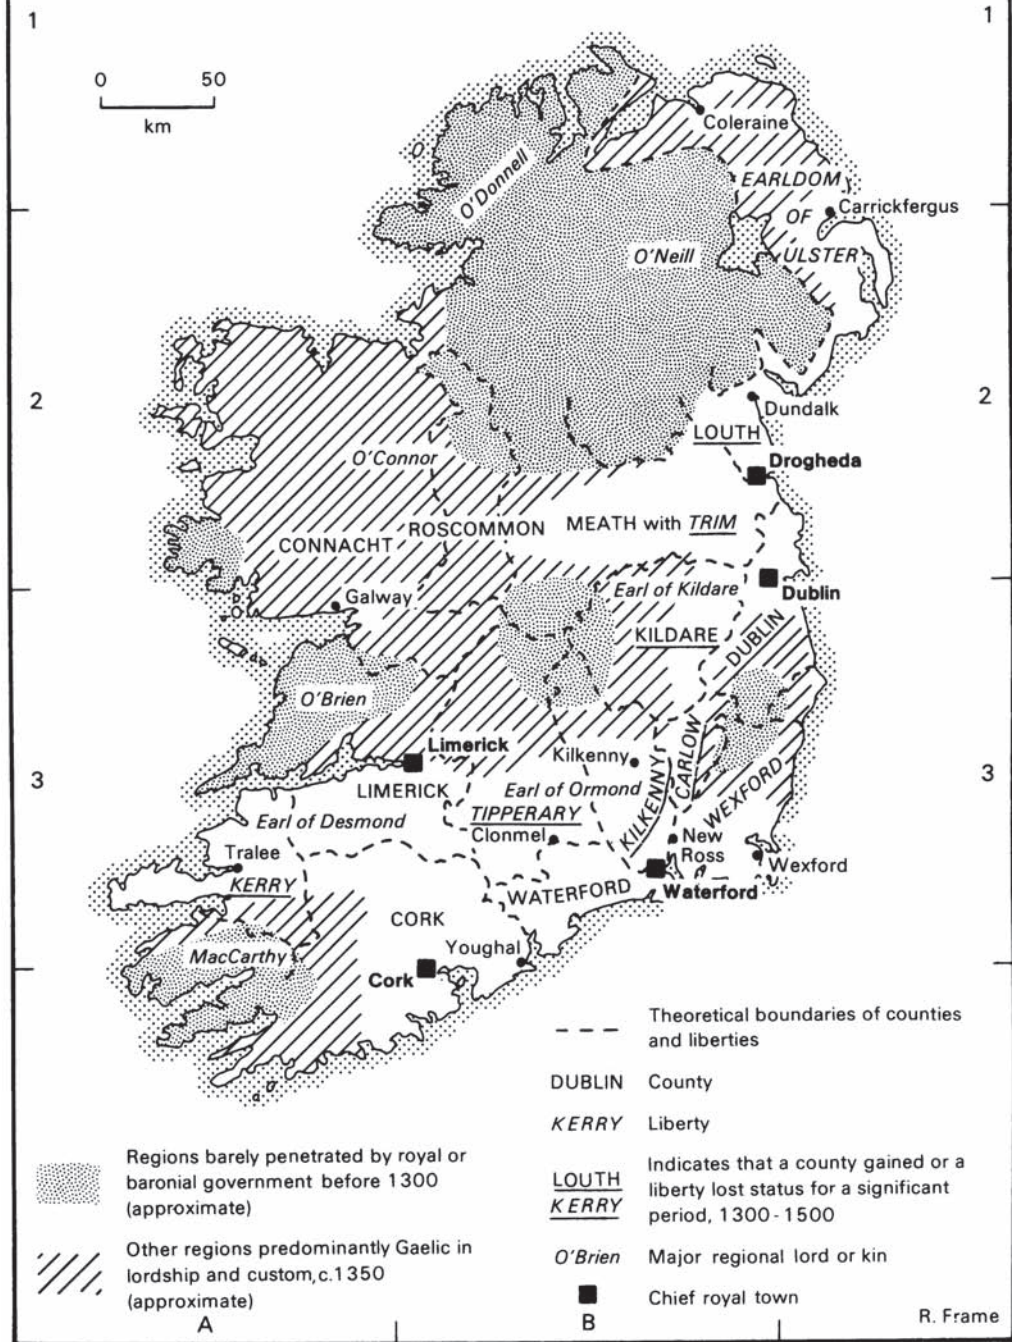 1
1
0 50
km
Coleraine
O'Donnell
EARLDOM
Carrickfergus
OF
O'Neill
ULSTER
2
2
Dundalk
LOUTH
O'Connor
Drogheda
ROSCOMMON
MEATH with TRIM
CONNACHT
Earl of Kildare
Dublin
Galway
KILDARE
DUBLIN
O'Brien
Limerick
Kilkenny
CARLOW
3
3
LIMERICK
Earl of Ormond
KILKENNY
WEXFORD
Earl of Desmond
TIPPERARY
Clonmel
New
Ross
Tralee
Wexford
KERRY
WATERFORD
Waterford
CORK
Youghal
MacCarthy
Cork
Theoretical boundaries of counties
and liberties
DUBLIN County
KERRY Liberty
LOUTH
KERRY
Indicates that a county gained or a
liberty lost status for a significant
period, 1300-1500
O'Brien Major regional lord or kin
Chief royal town
Regions barely penetrated by royal or
baronial government before 1300
(approximate)
Other regions predominantly Gaelic in
lordship and custom, c.1350
(approximate)
A
B
R. Frame